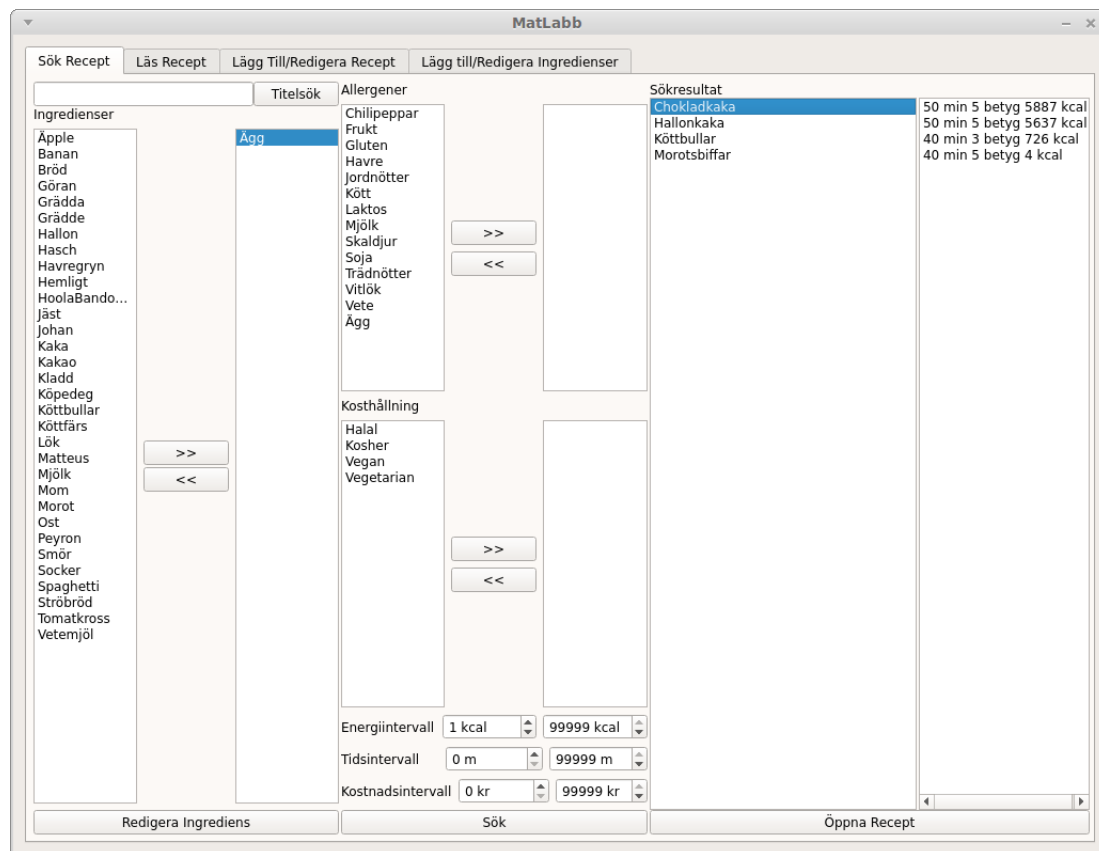 MatLabb
Sök Recept
Läs Recept
Lägg Till/Redigera Recept
Lägg till/Redigera Ingredienser
Titelsök
Ingredienser
Äpple
Banan
Bröd
Göran
Grädda
Grädde
Hallon
Hasch
Havregryn
Hemligt
HoolaBando...
Jäst
Johan
Kaka
Kakao
Kladd
Köpedeg
Köttbullar
Köttfärs
Lök
Matteus
Mjölk
Mom
Morot
Ost
Peyron
Smör
Socker
Spaghetti
Ströbröd
Tomatkross
Vetemjöl
>>
<<
Ägg
Redigera Ingrediens
Allergener
Chilipeppar
Frukt
Gluten
Havre
Jordnötter
Kött
Laktos
Mjölk
Skaldjur
Soja
Trädnötter
Vitlök
Vete
Ägg
>>
<<
Kosthållning
Halal
Kosher
Vegan
Vegetarian
>>
<<
Energiintervall 1 kcal 99999 kcal
Tidsintervall 0 m 99999 m
Kostnadsintervall 0 kr 99999 kr
Sök
Sökresultat
Chokladkaka 50 min 5 betyg 5887 kcal
Hallonkaka 50 min 5 betyg 5637 kcal
Köttbullar 40 min 3 betyg 726 kcal
Morotsbiffar 40 min 5 betyg 4 kcal
Öppna Recept